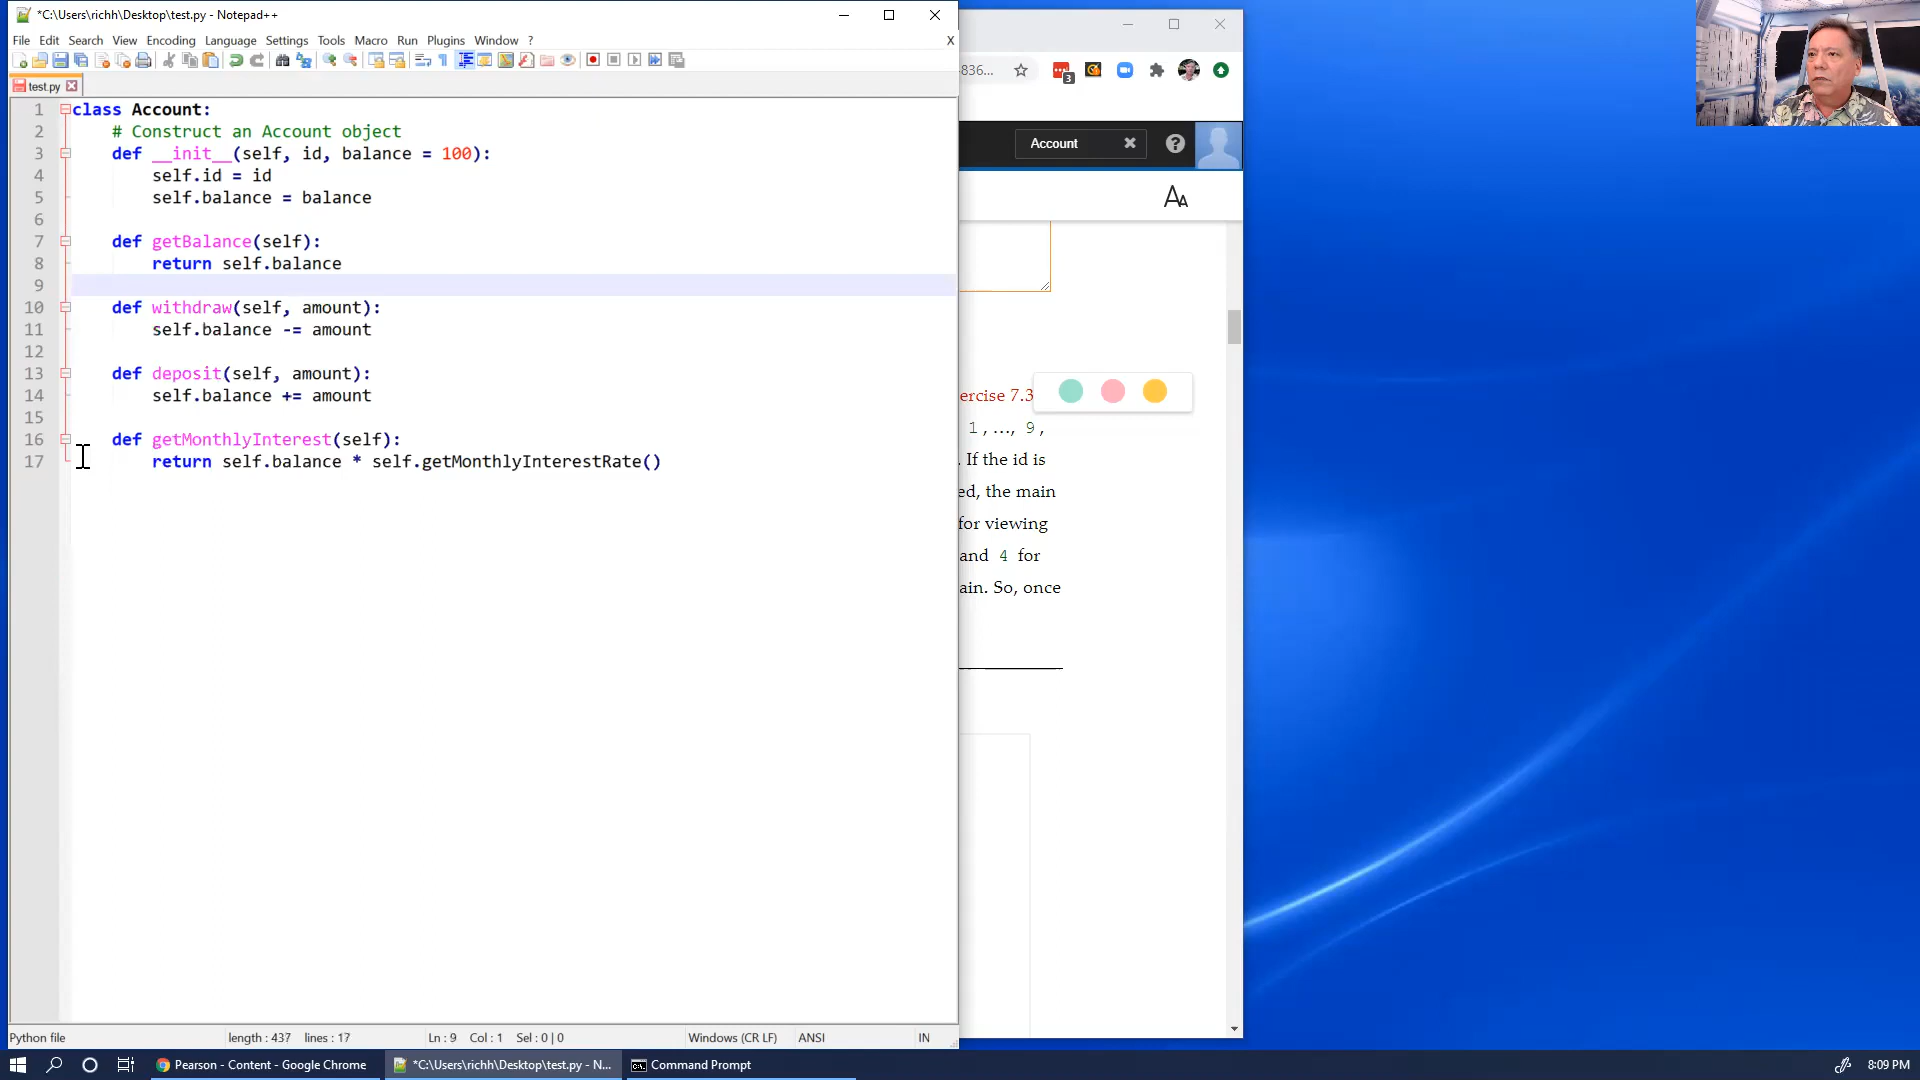 *C:\Users\richh\Desktop\test.py - Notepad++
File Edit Search View Encoding Language Settings Tools Macro Run Plugins Window ? X
test.py
1 class Account:
2 # Construct an Account object
3 def __init__(self, id, balance = 100):
4 self.id = id
5 self.balance = balance
6
7 def getBalance(self):
8 return self.balance
9
10 def withdraw(self, amount):
11 self.balance -= amount
12
13 def deposit(self, amount):
14 self.balance += amount
15
16 def getMonthlyInterest(self):
17 return self.balance * self.getMonthlyInterestRate()
Python file length : 437 lines : 17 Ln : 9 Col : 1 Sel : 0 | 0 Windows (CR LF) ANSI IN
836...
3
Account
?
AA
ercise 7.3
1 , ..., 9 ,
. If the id is
ed, the main
for viewing
and 4 for
ain. So, once
Pearson - Content - Google Chrome
*C:\Users\richh\Desktop\test.py - N...
Command Prompt
8:09 PM